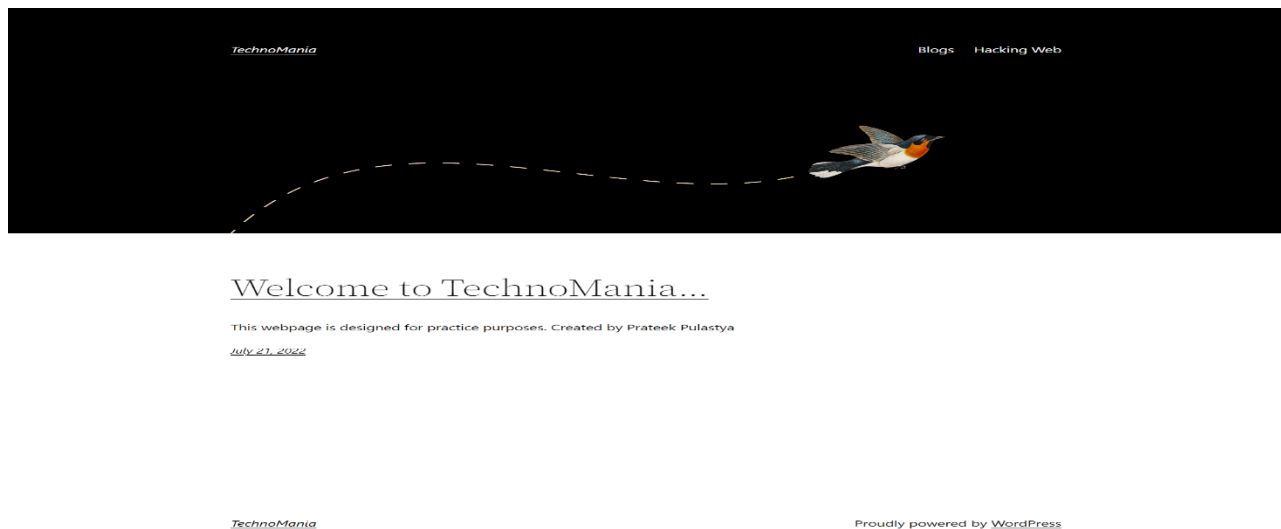 TechnoMania
Blogs Hacking Web
Welcome to TechnoMania...
This webpage is designed for practice purposes. Created by Prateek Pulastya
July 21, 2022
TechnoMania
Proudly powered by WordPress